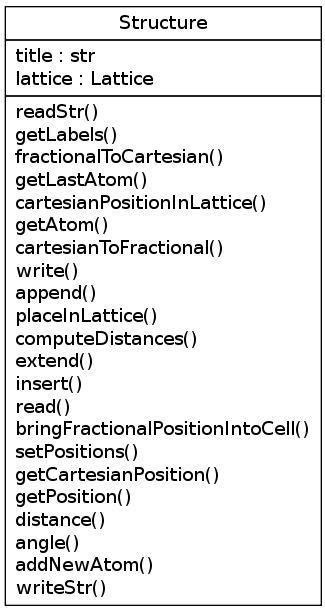 Structure
title : str
lattice : Lattice
readStr()
getLabels()
fractionalToCartesian()
getLastAtom()
cartesianPositionInLattice()
getAtom()
cartesianToFractional()
write()
append()
placeInLattice()
computeDistances()
extend()
insert()
read()
bringFractionalPositionIntoCell()
setPositions()
getCartesianPosition()
getPosition()
distance()
angle()
addNewAtom()
writeStr()